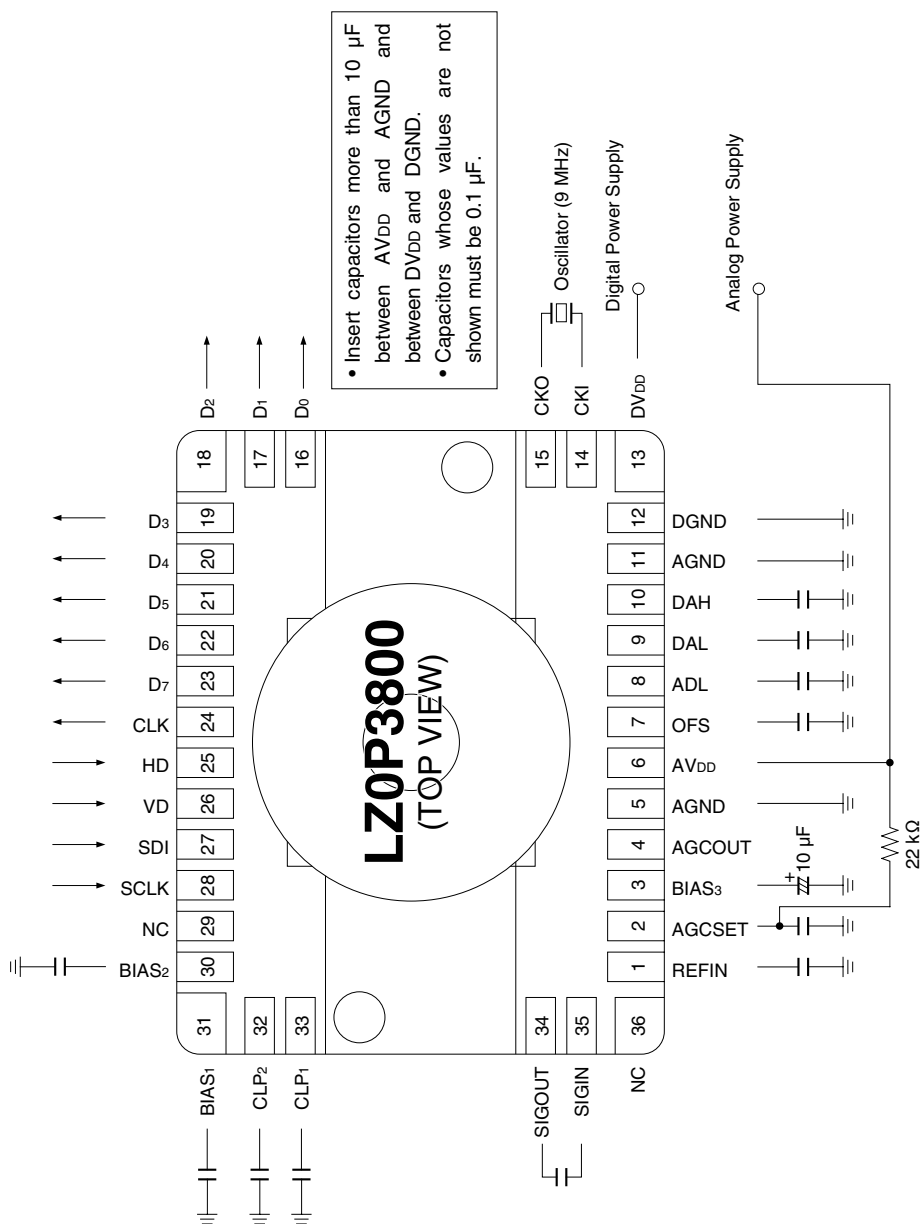 • Insert capacitors more than 10 µF
between AVDD and AGND and
between DVDD and DGND.
• Capacitors whose values are not
shown must be 0.1 µF.
D2
D1
D0
18
17
16
CKO
CKI
Oscillator (9 MHz)
15
14
Digital Power Supply
DVDD
13
Analog Power Supply
D3
D4
D5
D6
D7
CLK
HD
VD
SDI
SCLK
NC
BIAS2
19
20
21
22
23
24
25
26
27
28
29
30
LZ0P3800
(TOP VIEW)
12
11
10
9
8
7
6
5
4
3
2
1
DGND
AGND
DAH
DAL
ADL
OFS
AVDD
AGND
AGCOUT
BIAS3
AGCSET
REFIN
+
10 µF
22 kΩ
31
32
33
34
35
36
BIAS1
CLP2
CLP1
SIGOUT
SIGIN
NC